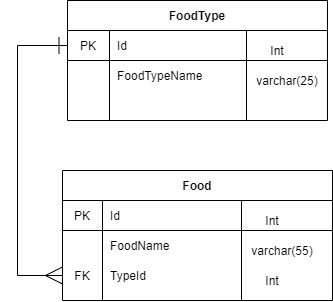 FoodType
PK Id Int
FoodTypeName varchar(25)
Food
PK Id Int
FoodName varchar(55)
FK TypeId Int